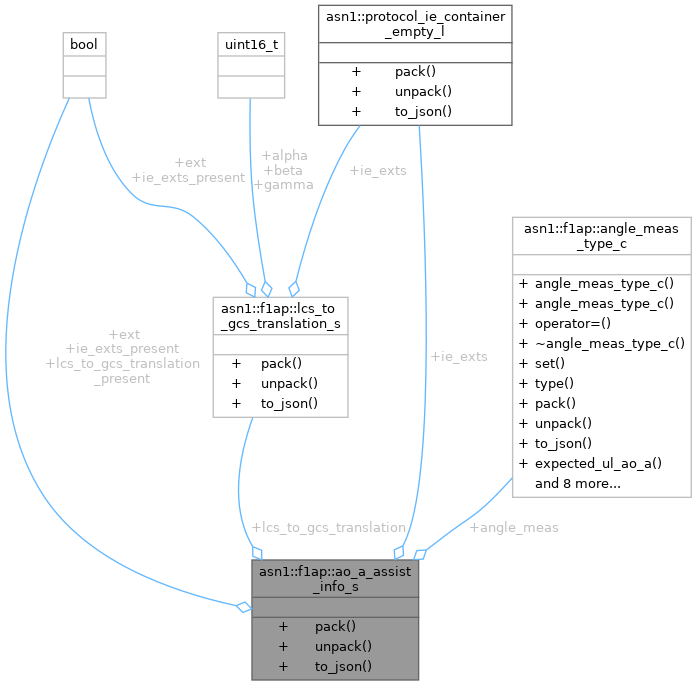 asn1::protocol_ie_container
_empty_l
+ pack()
+ unpack()
+ to_json()
bool
uint16_t
+ext
+ie_exts_present
+alpha
+beta
+gamma
+ie_exts
asn1::f1ap::angle_meas
_type_c
+ angle_meas_type_c()
+ angle_meas_type_c()
+ operator=()
+ ~angle_meas_type_c()
+ set()
+ type()
+ pack()
+ unpack()
+ to_json()
+ expected_ul_ao_a()
and 8 more...
asn1::f1ap::lcs_to
_gcs_translation_s
+ pack()
+ unpack()
+ to_json()
+ext
+ie_exts_present
+lcs_to_gcs_translation
_present
+ie_exts
+lcs_to_gcs_translation
+angle_meas
asn1::f1ap::ao_a_assist
_info_s
+ pack()
+ unpack()
+ to_json()